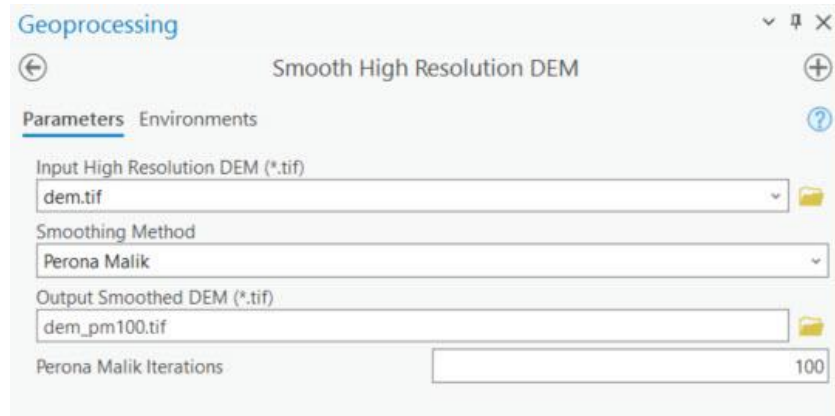 Geoprocessing
Smooth High Resolution DEM
Parameters Environments
Input High Resolution DEM (*.tif)
dem.tif
Smoothing Method
Perona Malik
Output Smoothed DEM (*.tif)
dem_pm100.tif
Perona Malik Iterations 100